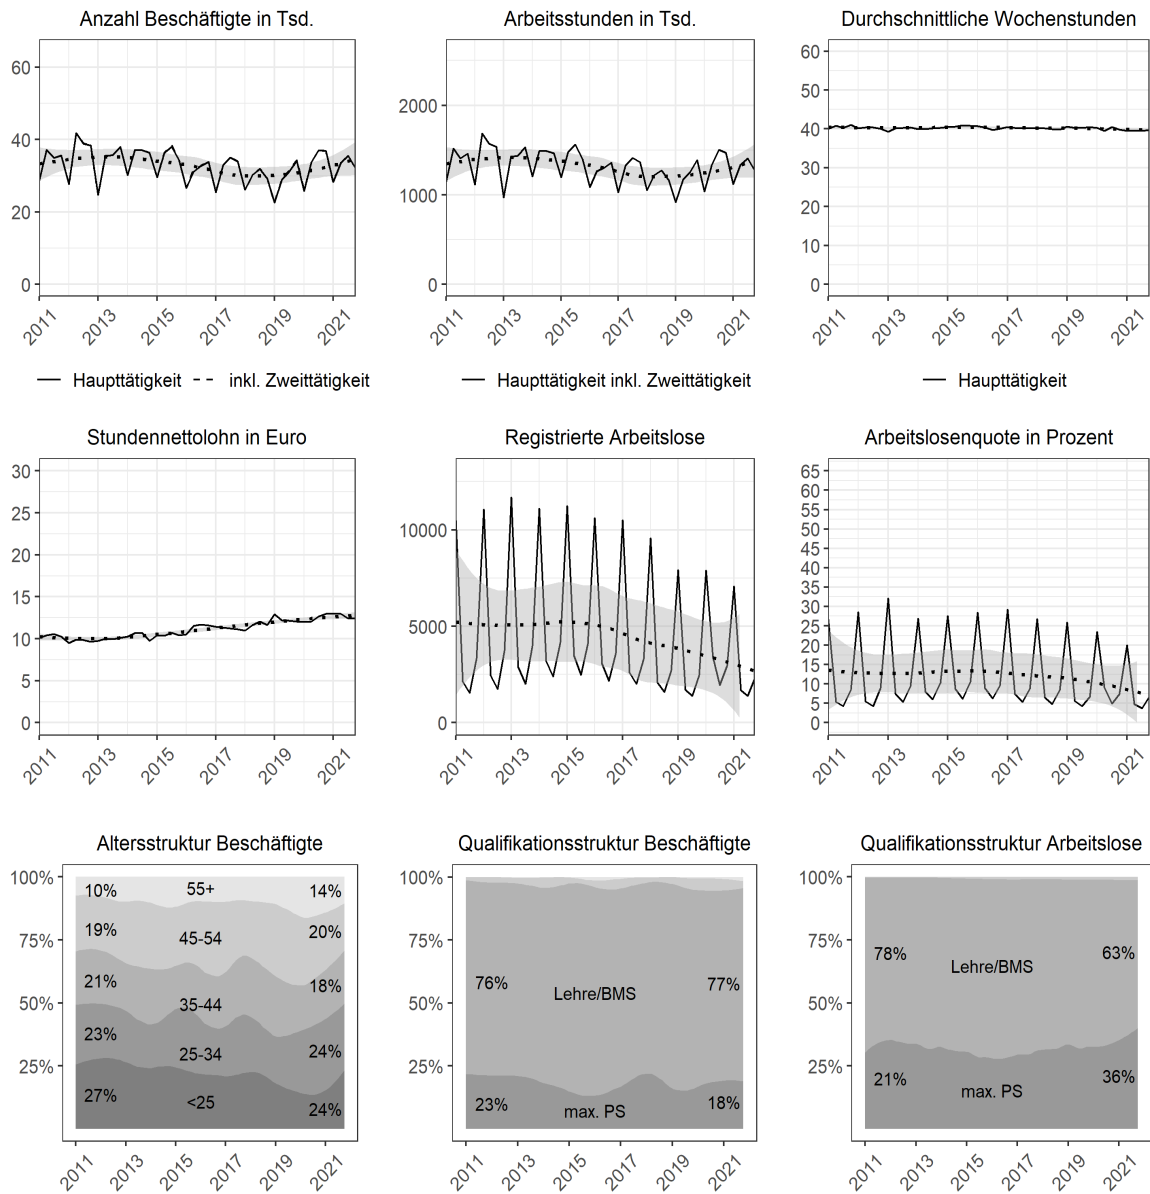 Anzahl Beschäftigte in Tsd.
60
40
20
0
2011 2013 2015 2017 2019 2021
Haupttätigkeit inkl. Zweittätigkeit
Arbeitsstunden in Tsd.
2000
1000
0
2011 2013 2015 2017 2019 2021
Haupttätigkeit inkl. Zweittätigkeit
Durchschnittliche Wochenstunden
60
50
40
30
20
10
0
2011 2013 2015 2017 2019 2021
Haupttätigkeit
Stundennettolohn in Euro
30
25
20
15
10
5
0
2011 2013 2015 2017 2019 2021
Registrierte Arbeitslose
10000
5000
0
2011 2013 2015 2017 2019 2021
Arbeitslosenquote in Prozent
65
60
55
50
45
40
35
30
25
20
15
10
5
0
2011 2013 2015 2017 2019 2021
Altersstruktur Beschäftigte
100%
75%
50%
25%
10% 55+ 14%
19% 45-54 20%
21% 35-44 18%
23% 25-34 24%
27% <25 24%
2011 2013 2015 2017 2019 2021
Qualifikationsstruktur Beschäftigte
100%
75%
50%
25%
76% Lehre/BMS 77%
23% max. PS 18%
2011 2013 2015 2017 2019 2021
Qualifikationsstruktur Arbeitslose
100%
75%
50%
25%
78% Lehre/BMS 63%
21% max. PS 36%
2011 2013 2015 2017 2019 2021